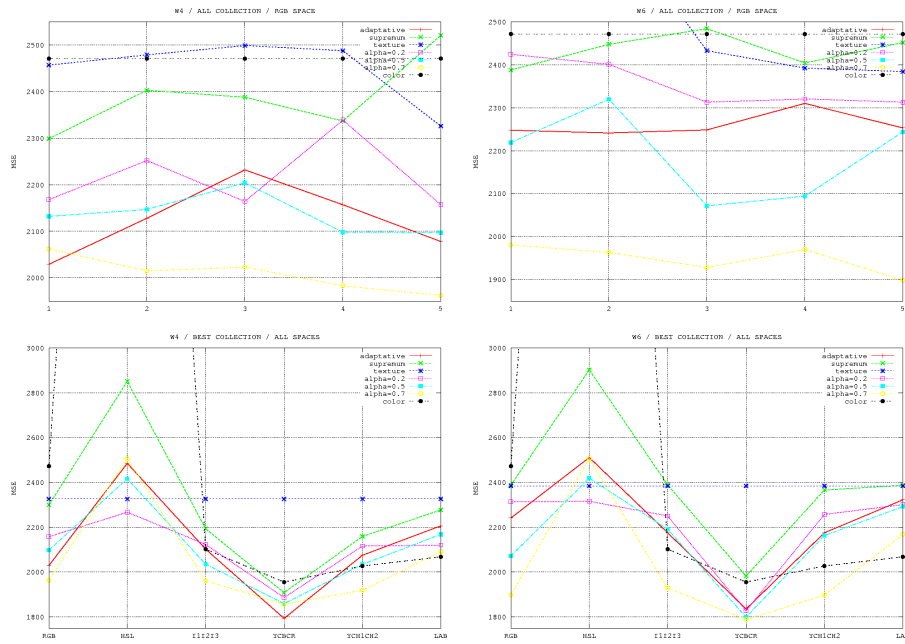 W4 / ALL COLLECTION / RGB SPACE
MSE
2500
2400
2300
2200
2100
2000
1 2 3 4 5
adaptative
supremum
texture
alpha=0.2
alpha=0.5
alpha=0.7
color
W6 / ALL COLLECTION / RGB SPACE
MSE
2500
2400
2300
2200
2100
2000
1900
1 2 3 4 5
adaptative
supremum
texture
alpha=0.2
alpha=0.5
alpha=0.7
color
W4 / BEST COLLECTION / ALL SPACES
MSE
3000
2800
2600
2400
2200
2000
1800
RGB HSL I1I2I3 YCBCR YCH1CH2 LAB
adaptative
supremum
texture
alpha=0.2
alpha=0.5
alpha=0.7
color
W6 / BEST COLLECTION / ALL SPACES
MSE
3000
2800
2600
2400
2200
2000
1800
RGB HSL I1I2I3 YCBCR YCH1CH2 LAB
adaptative
supremum
texture
alpha=0.2
alpha=0.5
alpha=0.7
color